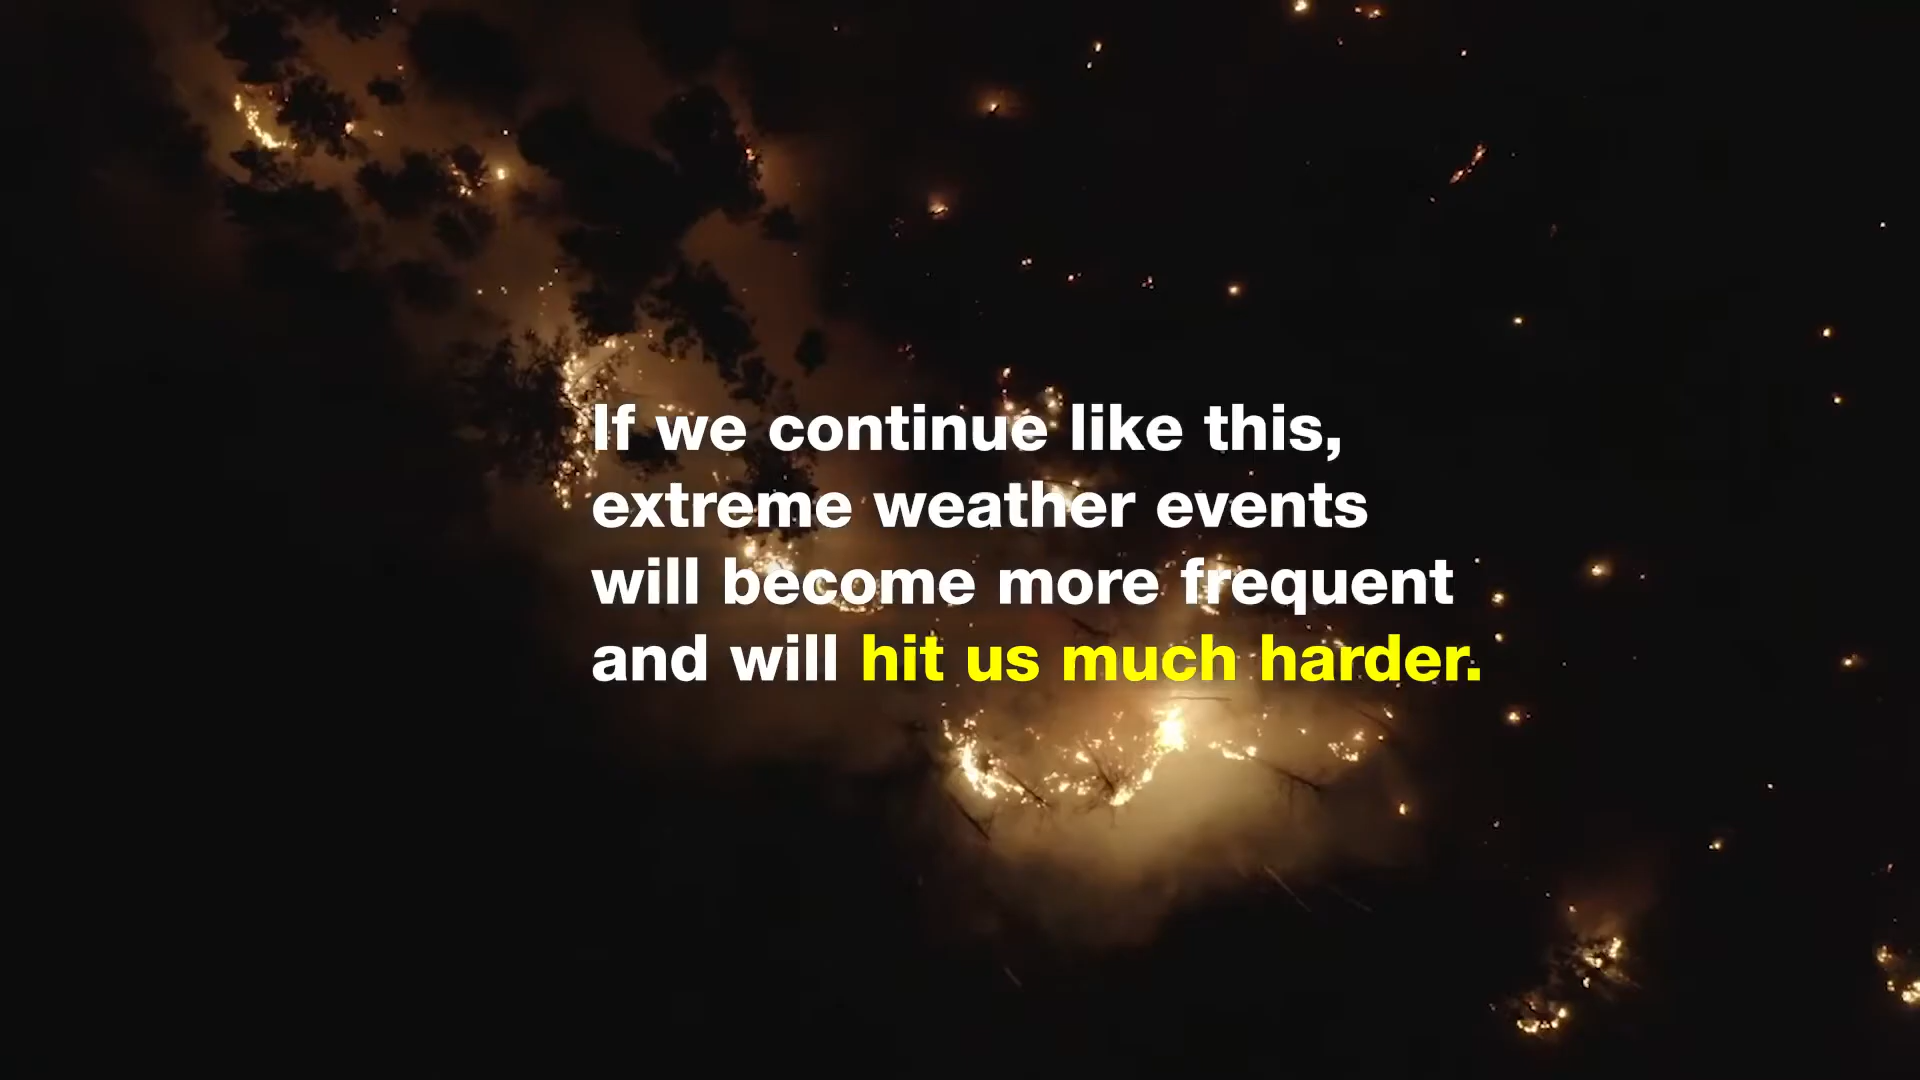 If we continue like this,
extreme weather events
will become more frequent
and will hit us much harder.